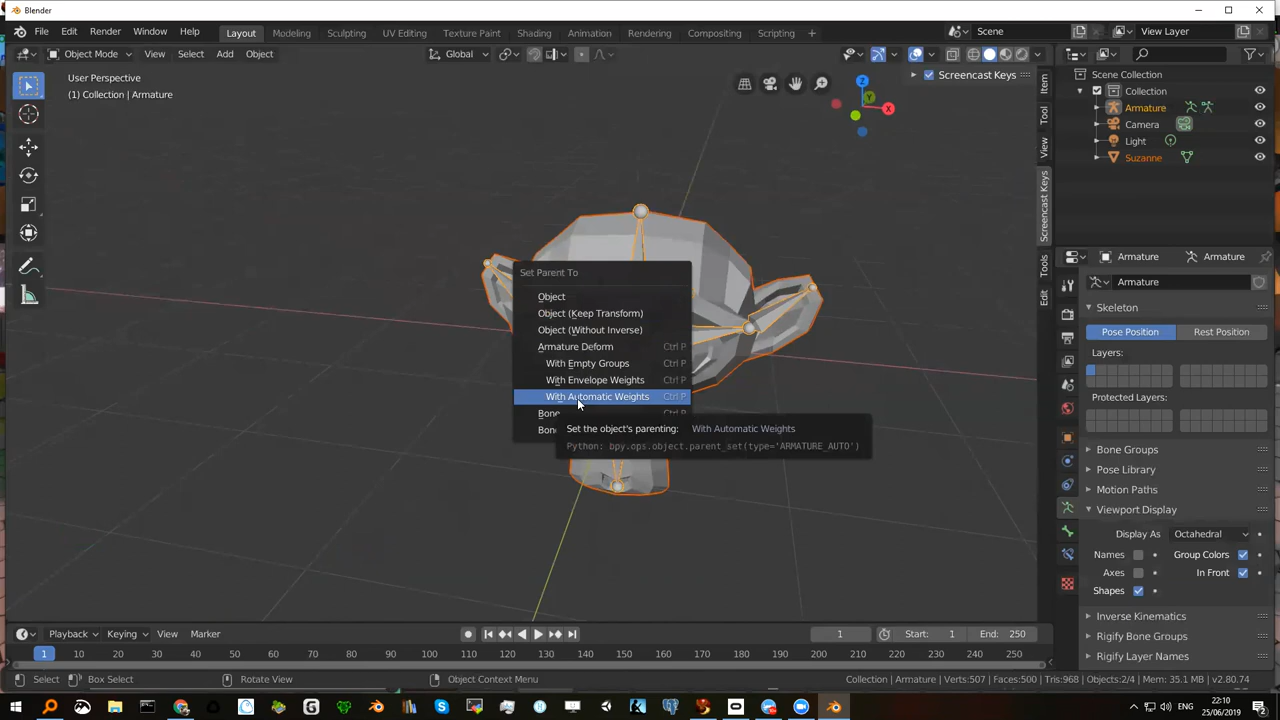 Blender
File Edit Render Window Help Layout Modeling Sculpting UV Editing Texture Paint Shading Animation Rendering Compositing Scripting + Scene View Layer
Object Mode View Select Add Object Global
User Perspective
(1) Collection | Armature
Screencast Keys
Z
Y
X
Item
Tool
View
Screencast Keys
Tools
Edit
Scene Collection
Collection
Armature
Camera
Light
Suzanne
Set Parent To
Object
Object (Keep Transform)
Object (Without Inverse)
Armature Deform Ctrl P
With Empty Groups Ctrl P
With Envelope Weights Ctrl P
With Automatic Weights Ctrl P
Bone Ctrl P
Bon
Set the object's parenting: With Automatic Weights
Python: bpy.ops.object.parent_set(type='ARMATURE_AUTO')
Armature Armature
Armature
Skeleton
Pose Position Rest Position
Layers:
Protected Layers:
Bone Groups
Pose Library
Motion Paths
Viewport Display
Display As Octahedral
Names Group Colors
Axes In Front
Shapes
Inverse Kinematics
Rigify Bone Groups
Rigify Layer Names
Playback Keying View Marker 1 Start: 1 End: 250
1 10 20 30 40 50 60 70 80 90 100 110 120 130 140 150 160 170 180 190 200 210 220 230 240 250
Select Box Select Rotate View Object Context Menu Collection | Armature | Verts:507 | Faces:500 | Tris:968 | Objects:2/4 | Mem: 35.1 MB | v2.80.74
ENG 22:10
25/06/2019